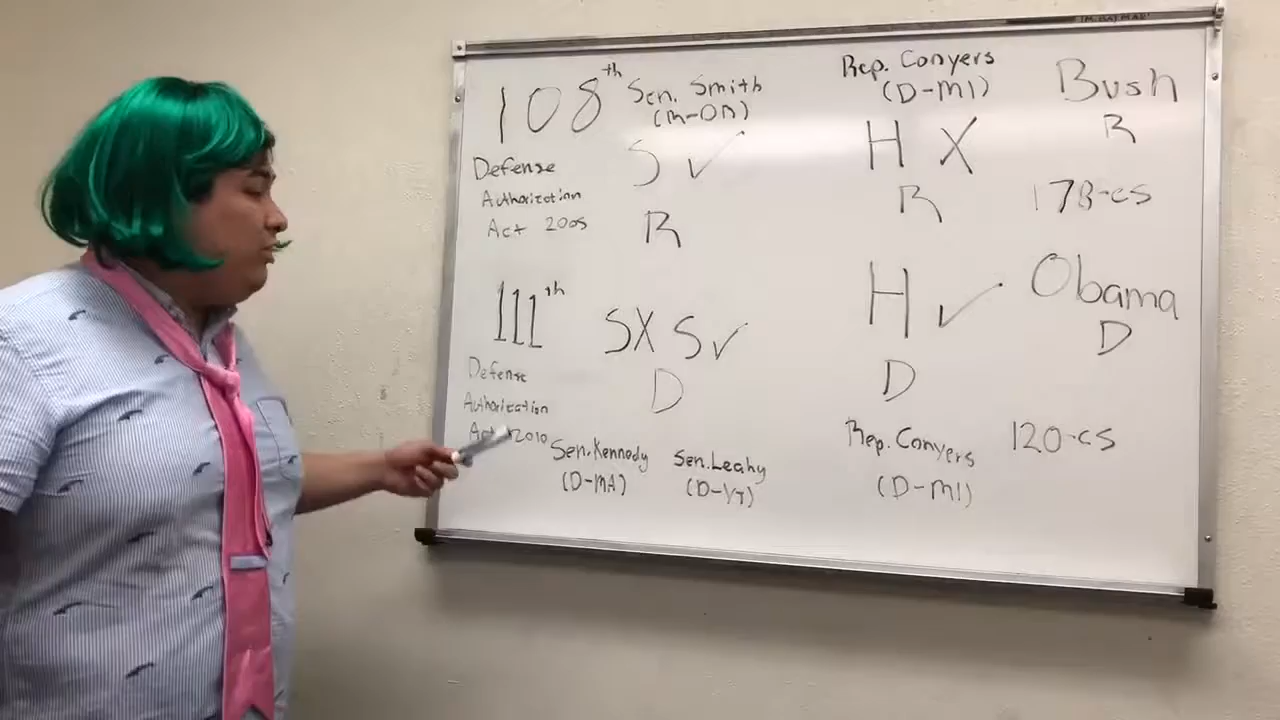 108th
Sen. Smith
(R-OR)
Rep. Conyers
(D-MI)
Bush
R
Defense
Authorization
Act 2005
S ✓
R
H X
R
178-cs
111th
SX S✓
D
H ✓
D
Obama
D
Defense
Authorization
Act 2010
Sen. Kennedy
(D-MA)
Sen. Leahy
(D-VT)
Rep. Conyers
(D-MI)
120-cs